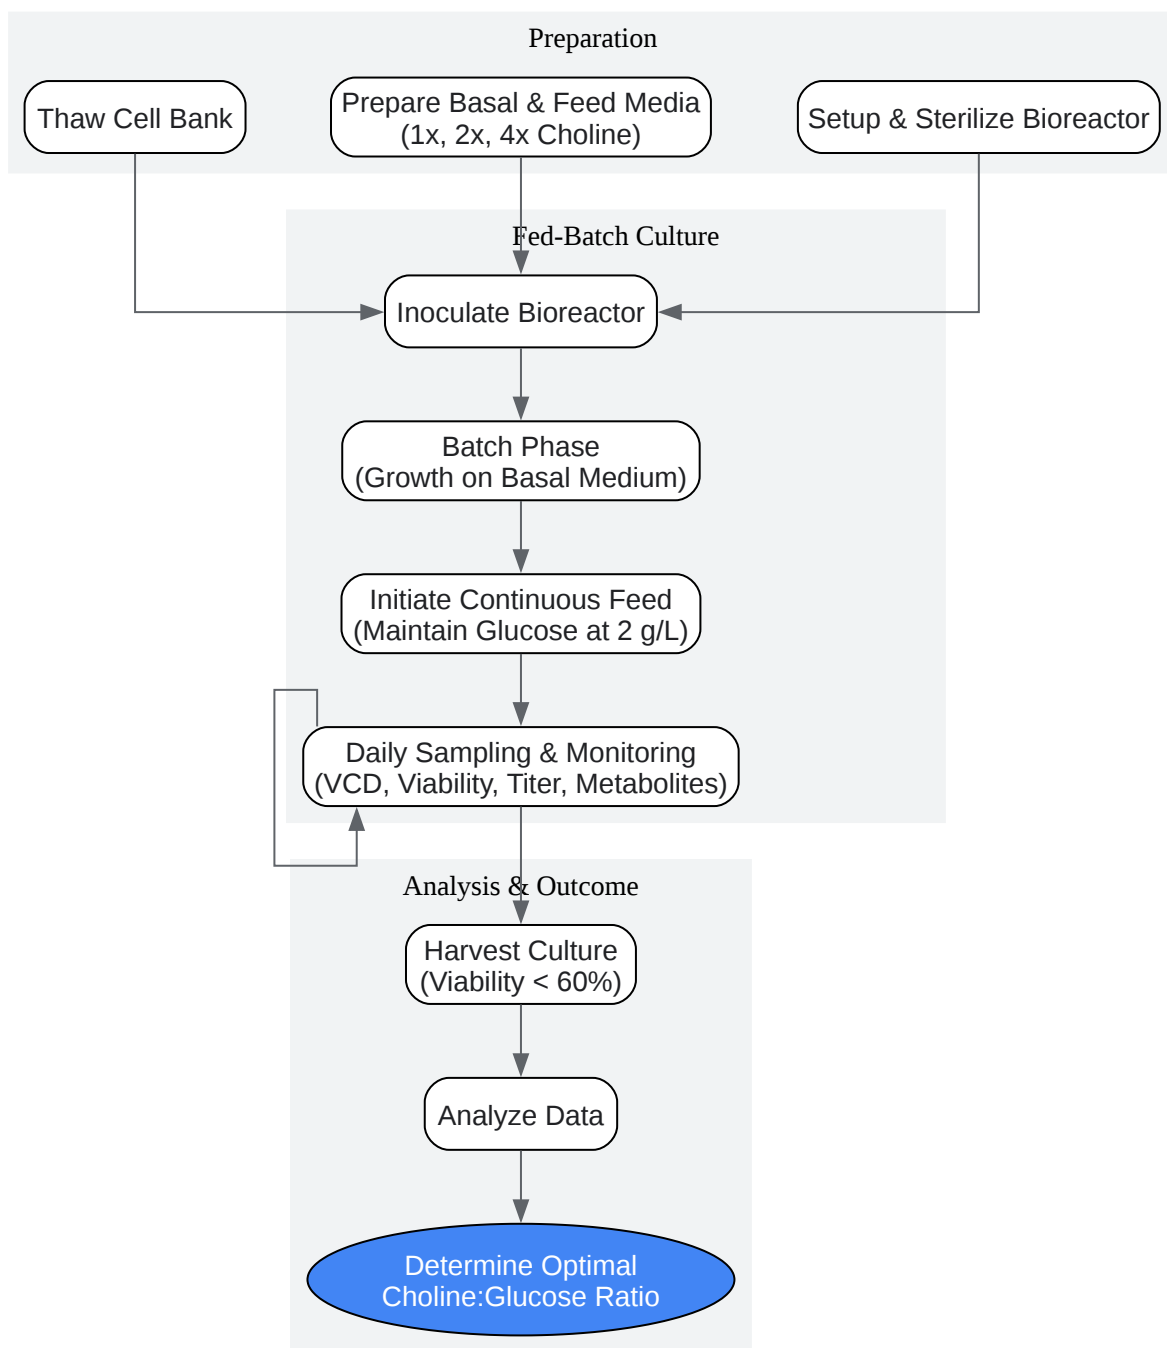 Preparation
Thaw Cell Bank
Prepare Basal & Feed Media
(1x, 2x, 4x Choline)
Setup & Sterilize Bioreactor
Fed-Batch Culture
Inoculate Bioreactor
Batch Phase
(Growth on Basal Medium)
Initiate Continuous Feed
(Maintain Glucose at 2 g/L)
Daily Sampling & Monitoring
(VCD, Viability, Titer, Metabolites)
Analysis & Outcome
Harvest Culture
(Viability < 60%)
Analyze Data
Determine Optimal
Choline:Glucose Ratio